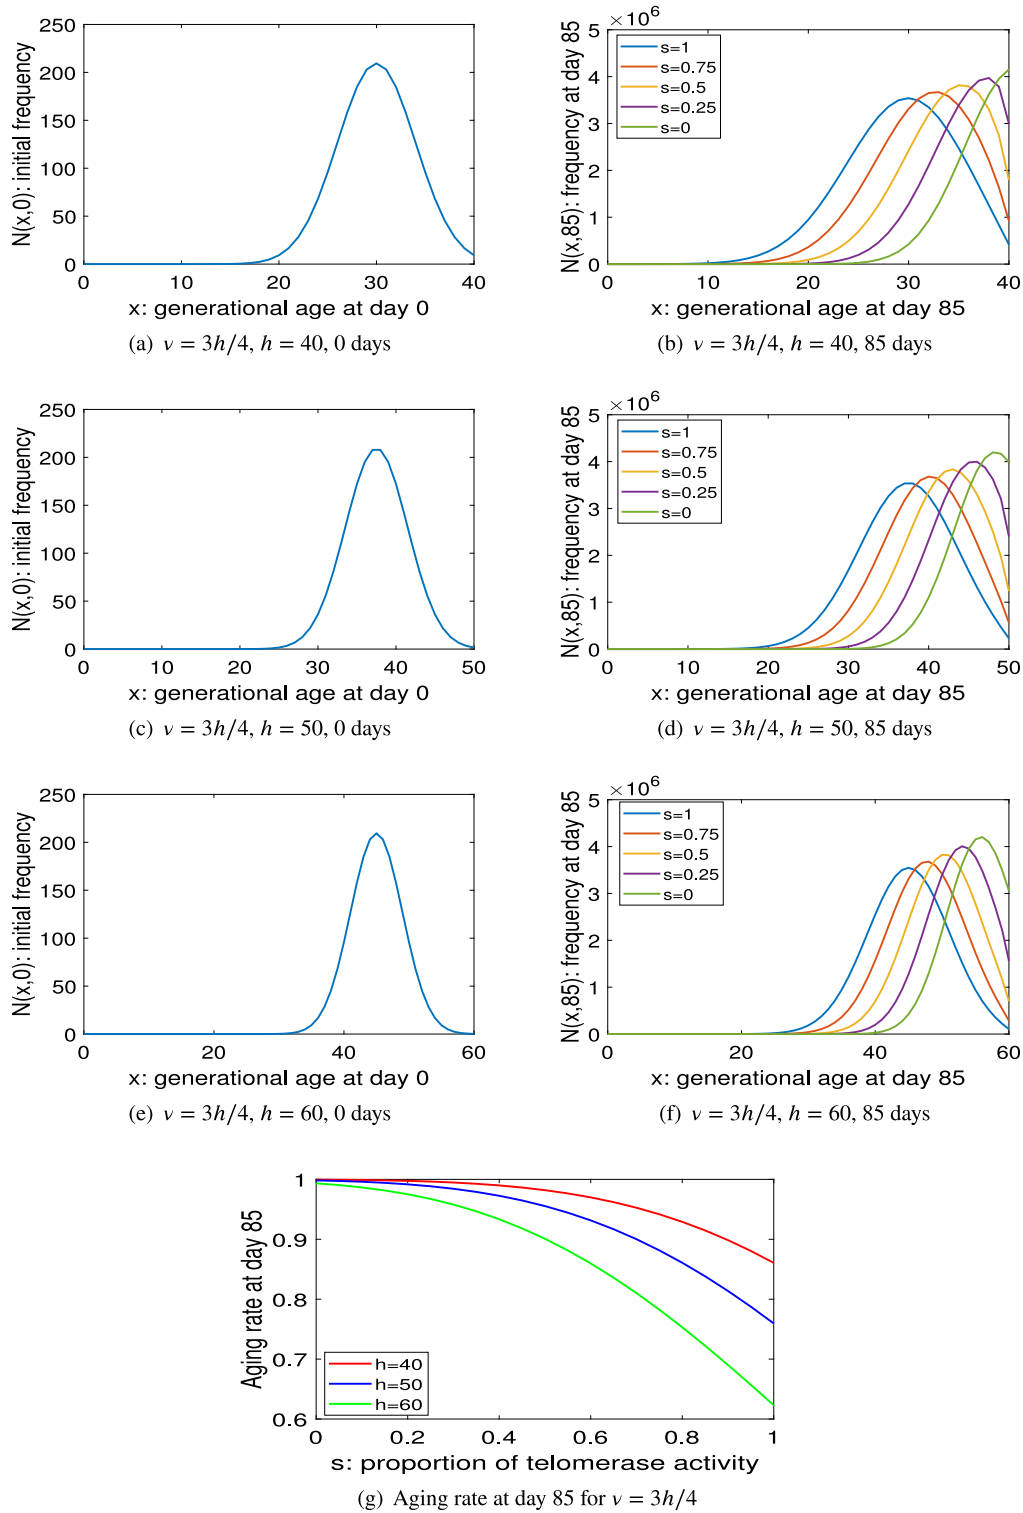 N(x,0): initial frequency
250
200
150
100
50
0
0 10 20 30 40
x: generational age at day 0
(a) ν = 3h/4, h = 40, 0 days
N(x,85): frequency at day 85
×10^6
5
4
3
2
1
0
s=1
s=0.75
s=0.5
s=0.25
s=0
0 10 20 30 40
x: generational age at day 85
(b) ν = 3h/4, h = 40, 85 days
N(x,0): initial frequency
250
200
150
100
50
0
0 10 20 30 40 50
x: generational age at day 0
(c) ν = 3h/4, h = 50, 0 days
N(x,85): frequency at day 85
×10^6
5
4
3
2
1
0
s=1
s=0.75
s=0.5
s=0.25
s=0
0 10 20 30 40 50
x: generational age at day 85
(d) ν = 3h/4, h = 50, 85 days
N(x,0): initial frequency
250
200
150
100
50
0
0 20 40 60
x: generational age at day 0
(e) ν = 3h/4, h = 60, 0 days
N(x,85): frequency at day 85
×10^6
5
4
3
2
1
0
s=1
s=0.75
s=0.5
s=0.25
s=0
0 20 40 60
x: generational age at day 85
(f) ν = 3h/4, h = 60, 85 days
Aging rate at day 85
1
0.9
0.8
0.7
0.6
h=40
h=50
h=60
0 0.2 0.4 0.6 0.8 1
s: proportion of telomerase activity
(g) Aging rate at day 85 for ν = 3h/4